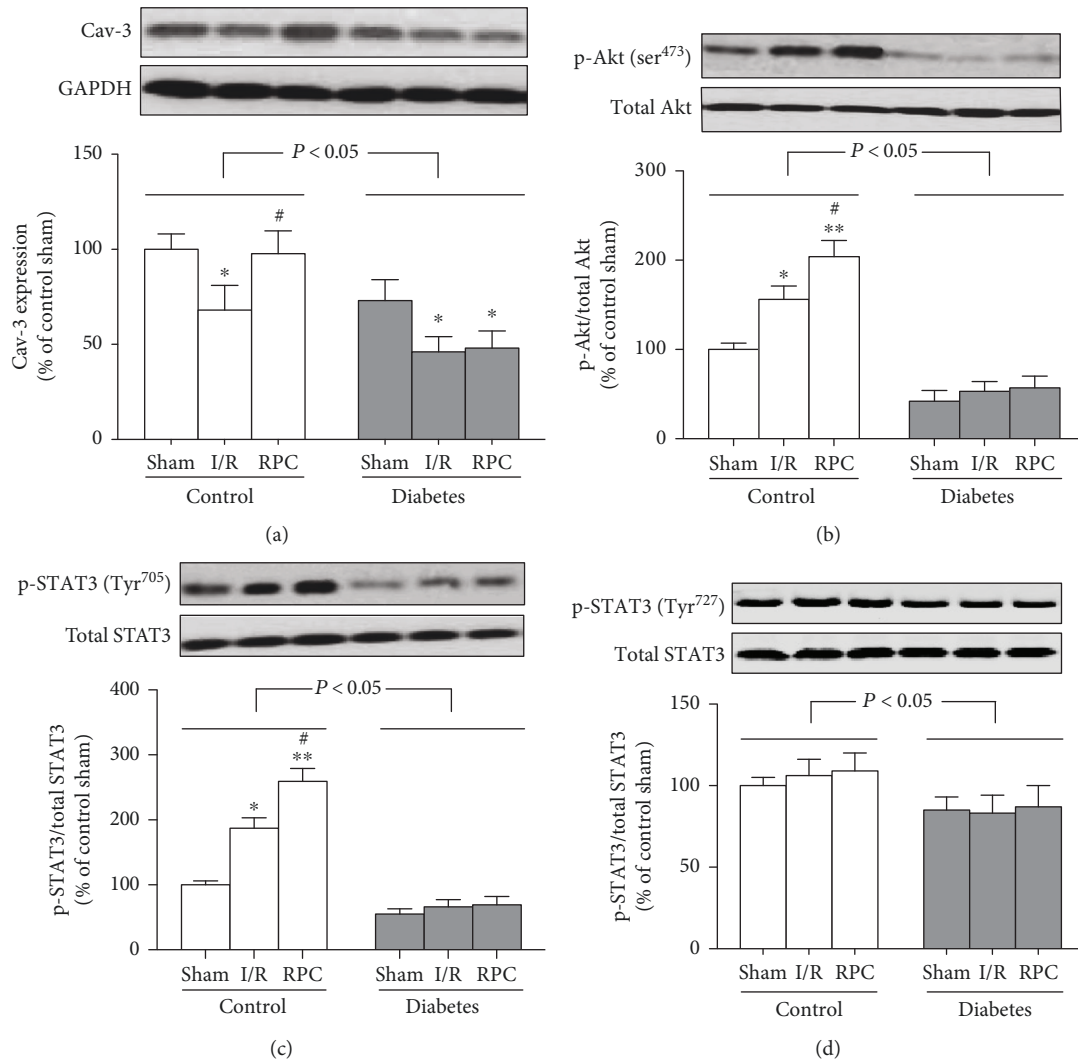 Cav-3
GAPDH
150
100
50
0
Cav-3 expression
(% of control sham)
P < 0.05
*
#
*
*
Sham I/R RPC Sham I/R RPC
Control Diabetes
(a)
p-Akt (ser473)
Total Akt
300
200
100
0
p-Akt/total Akt
(% of control sham)
P < 0.05
*
#
**
Sham I/R RPC Sham I/R RPC
Control Diabetes
(b)
p-STAT3 (Tyr705)
Total STAT3
400
300
200
100
0
p-STAT3/total STAT3
(% of control sham)
P < 0.05
*
#
**
Sham I/R RPC Sham I/R RPC
Control Diabetes
(c)
p-STAT3 (Tyr727)
Total STAT3
150
100
50
0
p-STAT3/total STAT3
(% of control sham)
P < 0.05
Sham I/R RPC Sham I/R RPC
Control Diabetes
(d)